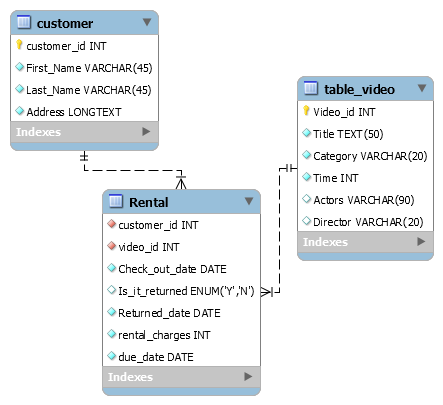 customer
customer_id INT
First_Name VARCHAR(45)
Last_Name VARCHAR(45)
Address LONGTEXT
Indexes
table_video
Video_id INT
Title TEXT(50)
Category VARCHAR(20)
Time INT
Actors VARCHAR(90)
Director VARCHAR(20)
Indexes
Rental
customer_id INT
video_id INT
Check_out_date DATE
Is_it_returned ENUM('Y','N')
Returned_date DATE
rental_charges INT
due_date DATE
Indexes